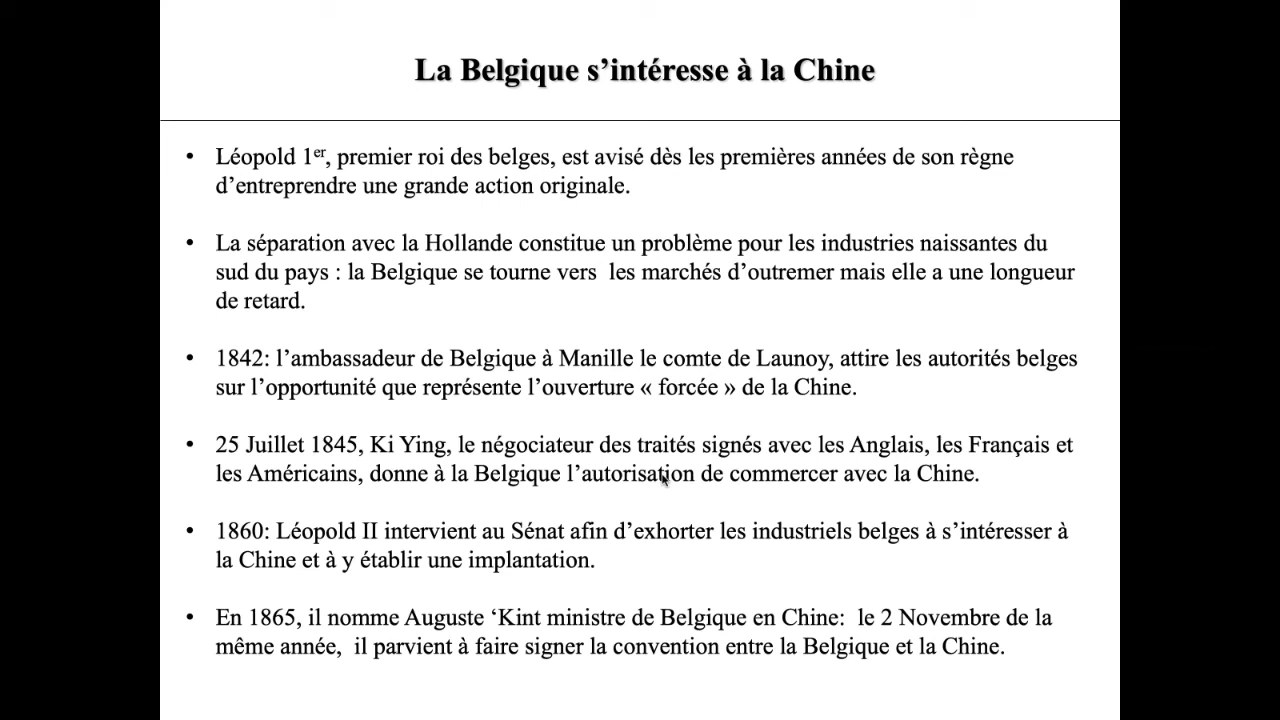 La Belgique s’intéresse à la Chine
• Léopold 1er, premier roi des belges, est avisé dès les premières années de son règne
d’entreprendre une grande action originale.
• La séparation avec la Hollande constitue un problème pour les industries naissantes du
sud du pays : la Belgique se tourne vers  les marchés d’outremer mais elle a une longueur
de retard.
• 1842: l’ambassadeur de Belgique à Manille le comte de Launoy, attire les autorités belges
sur l’opportunité que représente l’ouverture « forcée » de la Chine.
• 25 Juillet 1845, Ki Ying, le négociateur des traités signés avec les Anglais, les Français et
les Américains, donne à la Belgique l’autorisation de commercer avec la Chine.
• 1860: Léopold II intervient au Sénat afin d’exhorter les industriels belges à s’intéresser à
la Chine et à y établir une implantation.
• En 1865, il nomme Auguste ‘Kint ministre de Belgique en Chine:  le 2 Novembre de la
même année,  il parvient à faire signer la convention entre la Belgique et la Chine.